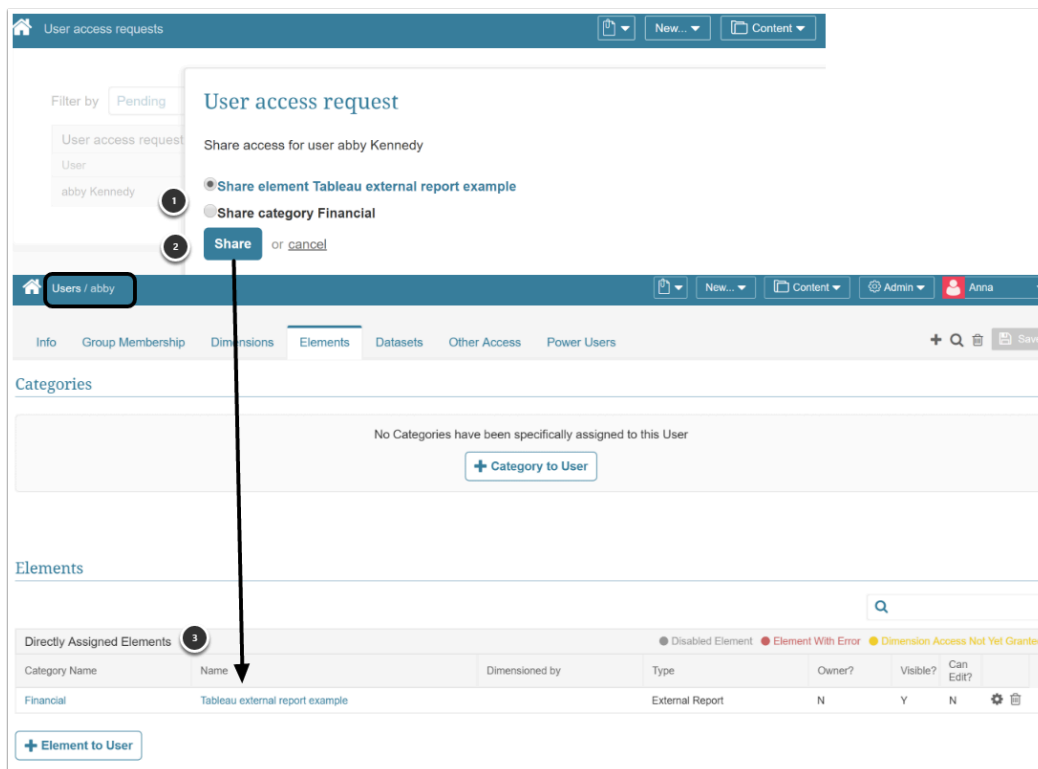 User access requests
New...
Content
Filter by
Pending
User access request
User
abby Kennedy
User access request
Share access for user abby Kennedy
1
Share element Tableau external report example
Share category Financial
2
Share or cancel
Users / abby
New...
Content
Admin
Anna
Info
Group Membership
Dimensions
Elements
Datasets
Other Access
Power Users
Save
Categories
No Categories have been specifically assigned to this User
+ Category to User
Elements
Directly Assigned Elements
3
Disabled Element
Element With Error
Dimension Access Not Yet Grante
Category Name
Name
Dimensioned by
Type
Owner?
Visible?
Can
Edit?
Financial
Tableau external report example
External Report
N
Y
N
+ Element to User